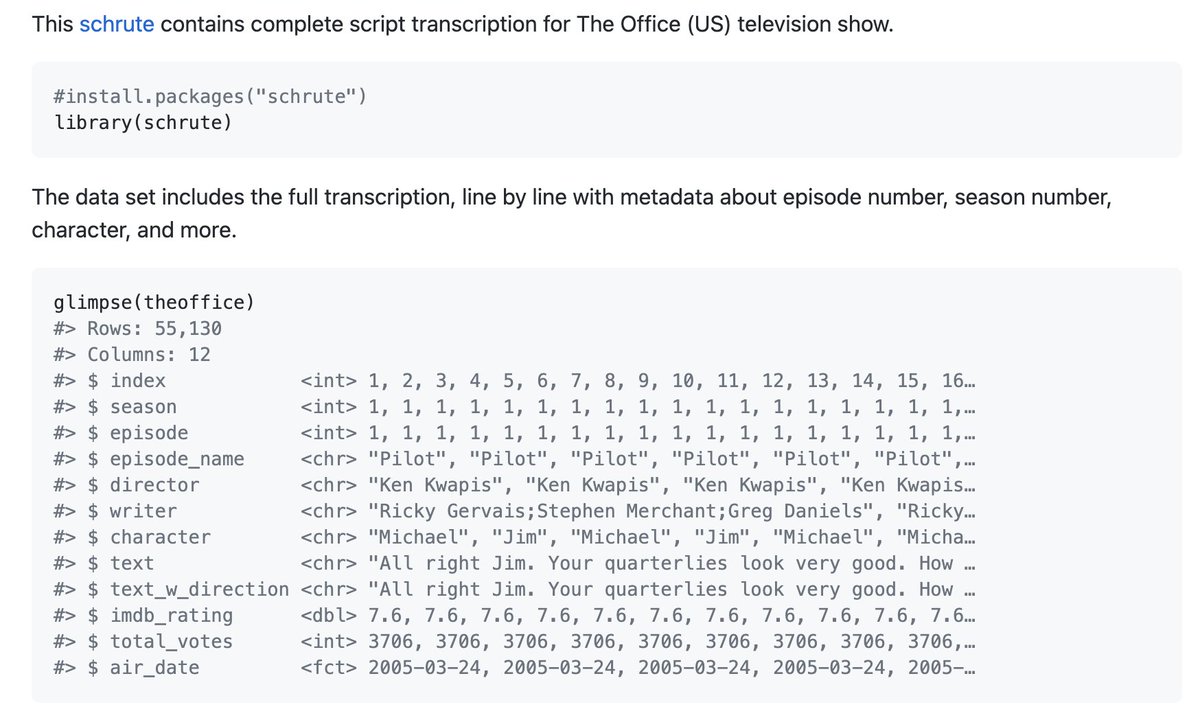 This schrute contains complete script transcription for The Office (US) television show.
#install.packages("schrute")
library(schrute)
The data set includes the full transcription, line by line with metadata about episode number, season number,
character, and more.
glimpse(theoffice)
#> Rows: 55,130
#> Columns: 12
#> $ index            <int> 1, 2, 3, 4, 5, 6, 7, 8, 9, 10, 11, 12, 13, 14, 15, 16…
#> $ season           <int> 1, 1, 1, 1, 1, 1, 1, 1, 1, 1, 1, 1, 1, 1, 1, 1, 1, 1,…
#> $ episode          <int> 1, 1, 1, 1, 1, 1, 1, 1, 1, 1, 1, 1, 1, 1, 1, 1, 1, 1,…
#> $ episode_name     <chr> "Pilot", "Pilot", "Pilot", "Pilot", "Pilot", "Pilot",…
#> $ director         <chr> "Ken Kwapis", "Ken Kwapis", "Ken Kwapis", "Ken Kwapis…
#> $ writer           <chr> "Ricky Gervais;Stephen Merchant;Greg Daniels", "Ricky…
#> $ character        <chr> "Michael", "Jim", "Michael", "Jim", "Michael", "Micha…
#> $ text             <chr> "All right Jim. Your quarterlies look very good. How …
#> $ text_w_direction <chr> "All right Jim. Your quarterlies look very good. How …
#> $ imdb_rating      <dbl> 7.6, 7.6, 7.6, 7.6, 7.6, 7.6, 7.6, 7.6, 7.6, 7.6, 7.6…
#> $ total_votes      <int> 3706, 3706, 3706, 3706, 3706, 3706, 3706, 3706, 3706,…
#> $ air_date         <fct> 2005-03-24, 2005-03-24, 2005-03-24, 2005-03-24, 2005-…